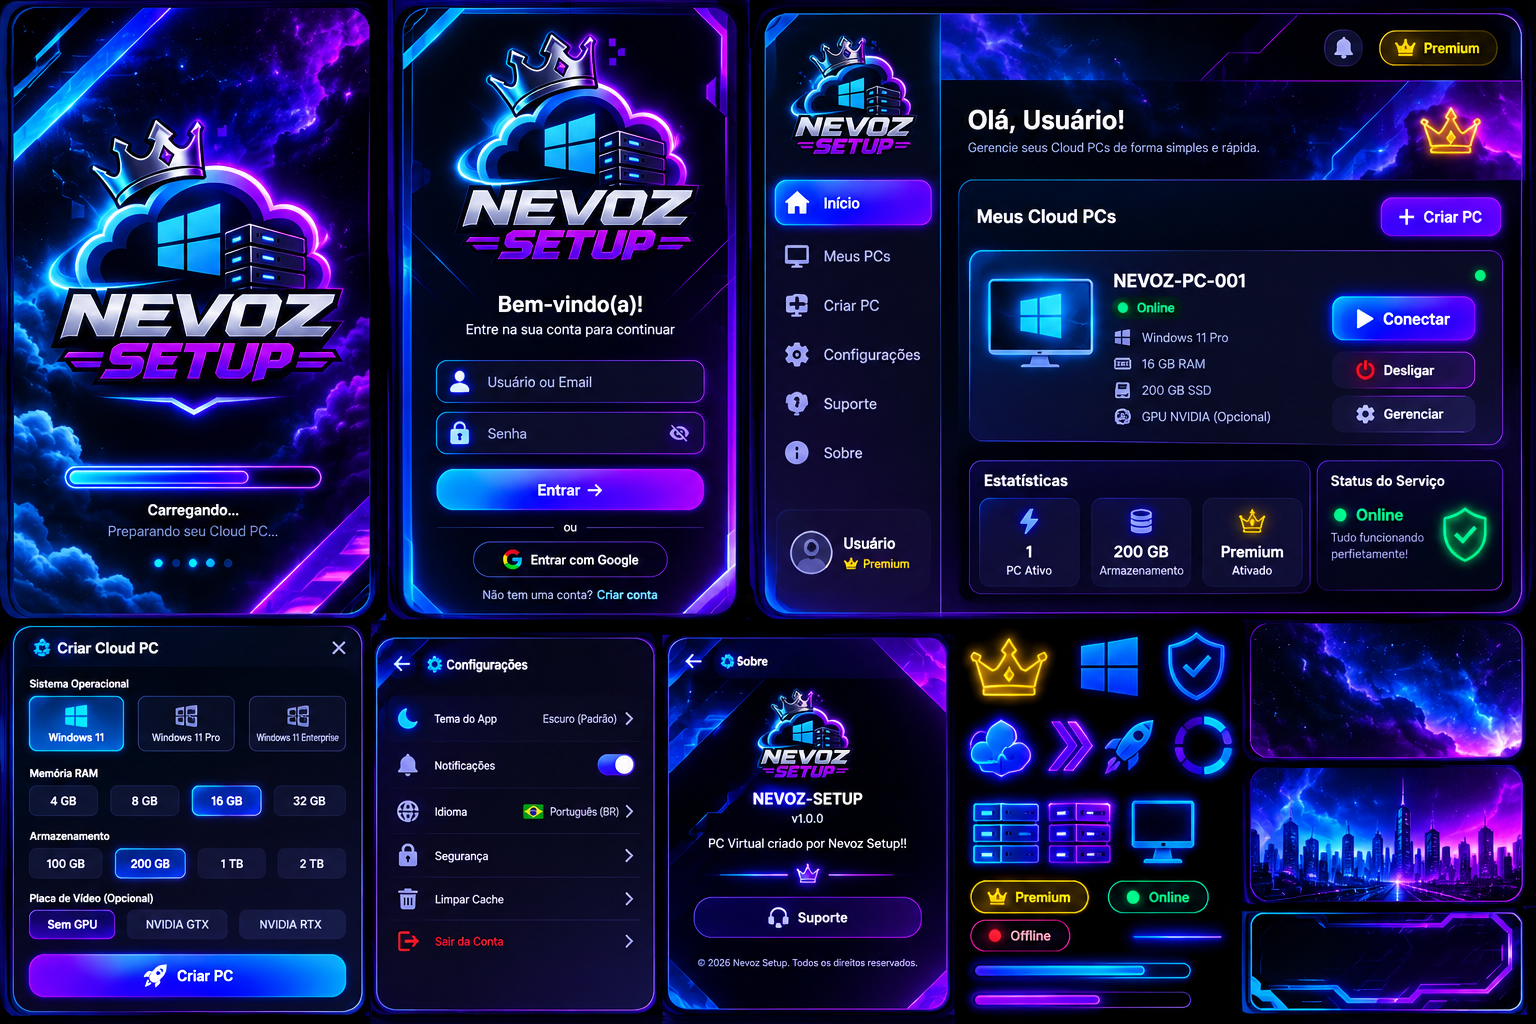 NEVOZ
SETUP
Carregando...
Preparando seu Cloud PC...
NEVOZ
SETUP
Bem-vindo(a)!
Entre na sua conta para continuar
Usuário ou Email
Senha
Entrar →
ou
Entrar com Google
Não tem uma conta? Criar conta
NEVOZ
SETUP
Início
Meus PCs
Criar PC
Configurações
Suporte
Sobre
Usuário
Premium
Premium
Olá, Usuário!
Gerencie seus Cloud PCs de forma simples e rápida.
Meus Cloud PCs
+ Criar PC
NEVOZ-PC-001
Online
Windows 11 Pro
16 GB RAM
200 GB SSD
GPU NVIDIA (Opcional)
Conectar
Desligar
Gerenciar
Estatísticas
1
PC Ativo
200 GB
Armazenamento
Premium
Ativado
Status do Serviço
Online
Tudo funcionando
perfietamente!
Criar Cloud PC
Sistema Operacional
Windows 11
Windows 11 Pro
Windows 11 Enterprise
Memória RAM
4 GB
8 GB
16 GB
32 GB
Armazenamento
100 GB
200 GB
1 TB
2 TB
Placa de Vídeo (Opcional)
Sem GPU
NVIDIA GTX
NVIDIA RTX
Criar PC
Configurações
Tema do App
Escuro (Padrão)
Notificações
Idioma
Português (BR)
Segurança
Limpar Cache
Sair da Conta
Sobre
NEVOZ
SETUP
NEVOZ-SETUP
v1.0.0
PC Virtual criado por Nevoz Setup!!
Suporte
© 2026 Nevoz Setup. Todos os direitos reservados.
Premium
Online
Offline